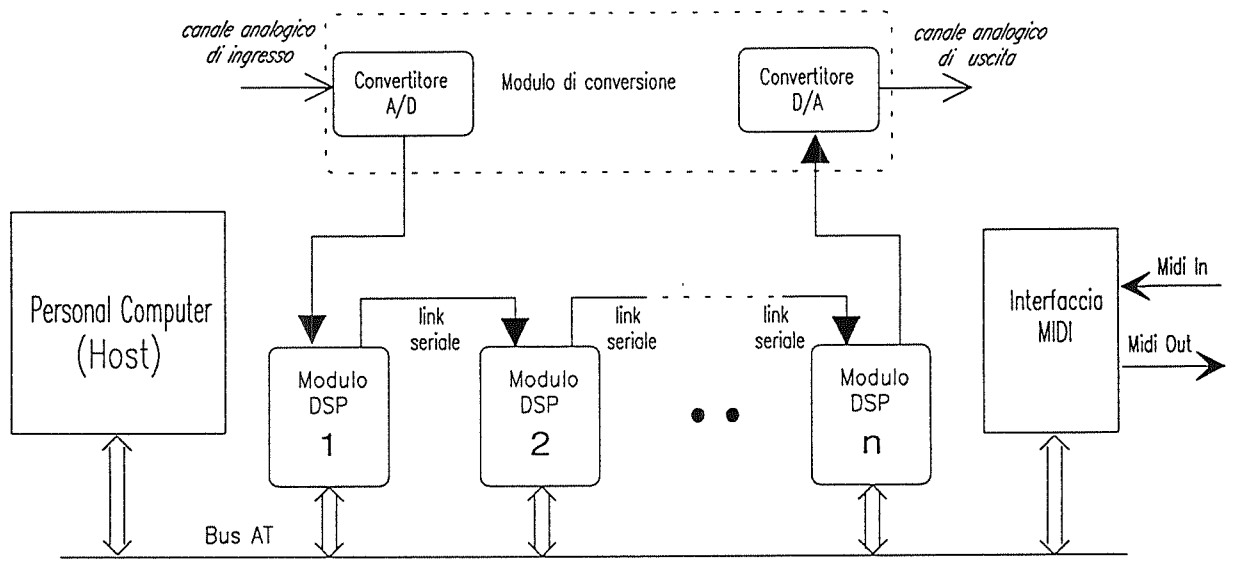 canale analogico
di ingresso
Convertitore
A/D
Modulo di conversione
Convertitore
D/A
canale analogico
di uscita
Personal Computer
(Host)
link
seriale
link
seriale
link
seriale
Modulo
DSP
1
Modulo
DSP
2
Modulo
DSP
n
Interfaccia
MIDI
Midi In
Midi Out
Bus AT